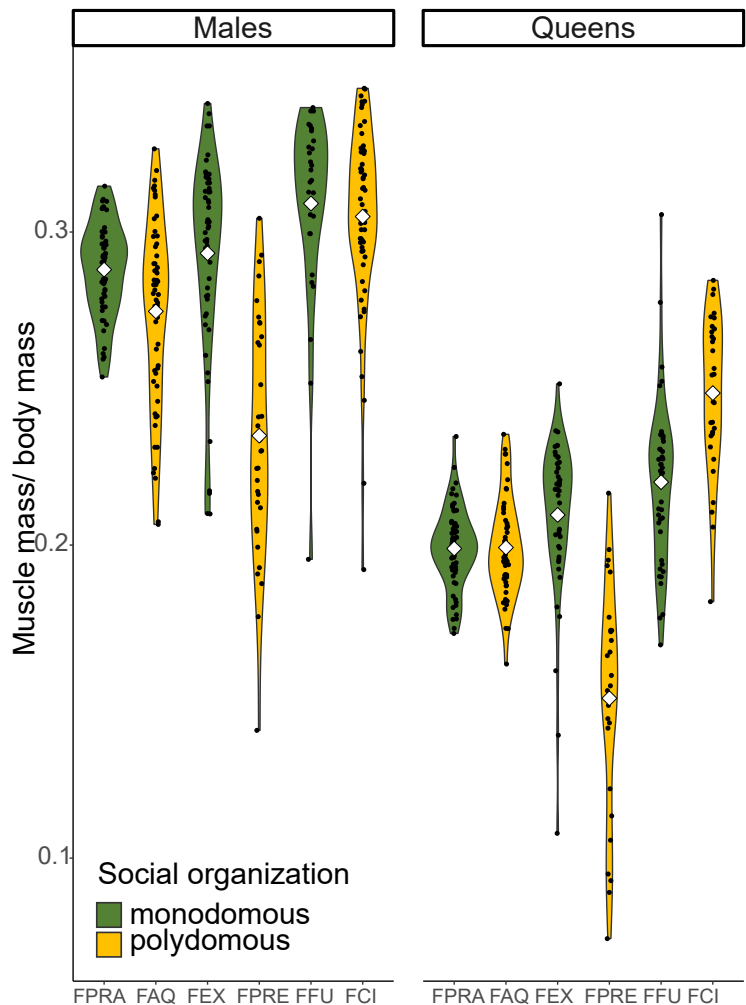 Males
Queens
Muscle mass/ body mass
0.3
0.2
0.1
Social organization
monodomous
polydomous
FPRA FAQ FEX FPRE FFU FCI
FPRA FAQ FEX FPRE FFU FCI